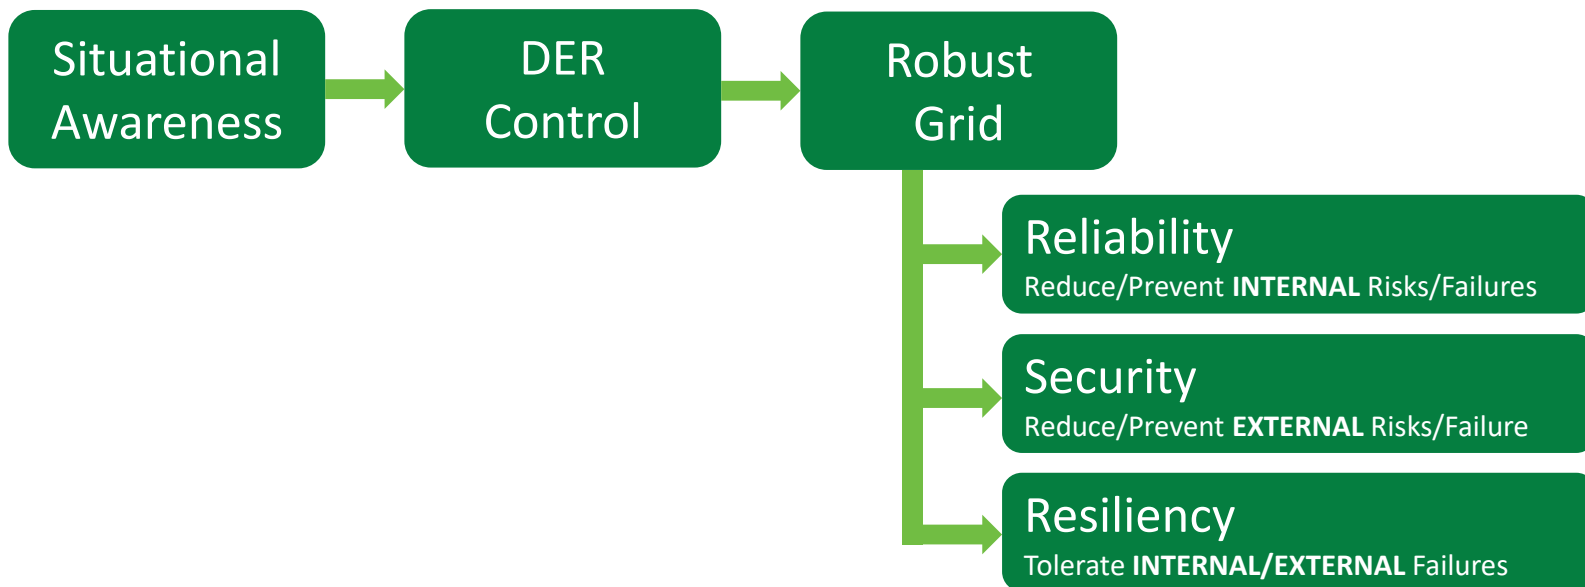 Situational
Awareness
DER
Control
Robust
Grid
Reliability
Reduce/Prevent INTERNAL Risks/Failures
Security
Reduce/Prevent EXTERNAL Risks/Failure
Resiliency
Tolerate INTERNAL/EXTERNAL Failures